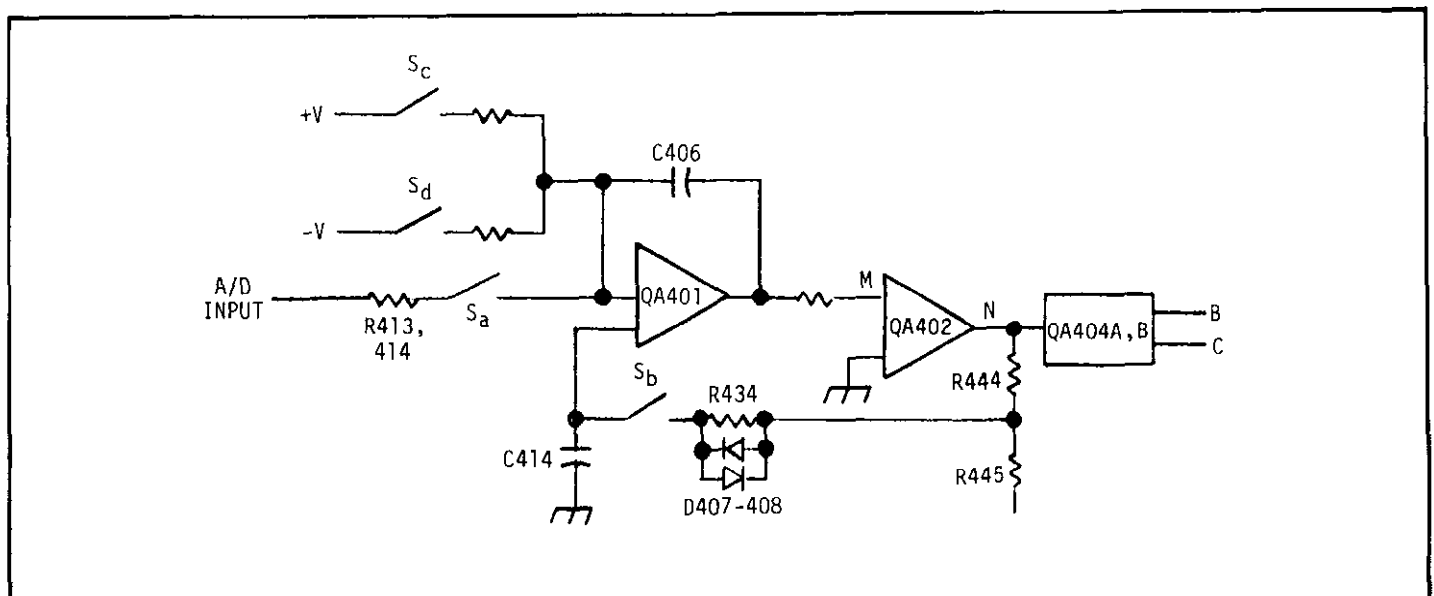 Sc
+V
C406
Sd
-V
A/D
INPUT
R413,
414
Sa
QA401
M
QA402
N
QA404A,B
B
C
R444
Sb
R434
C414
D407-408
R445